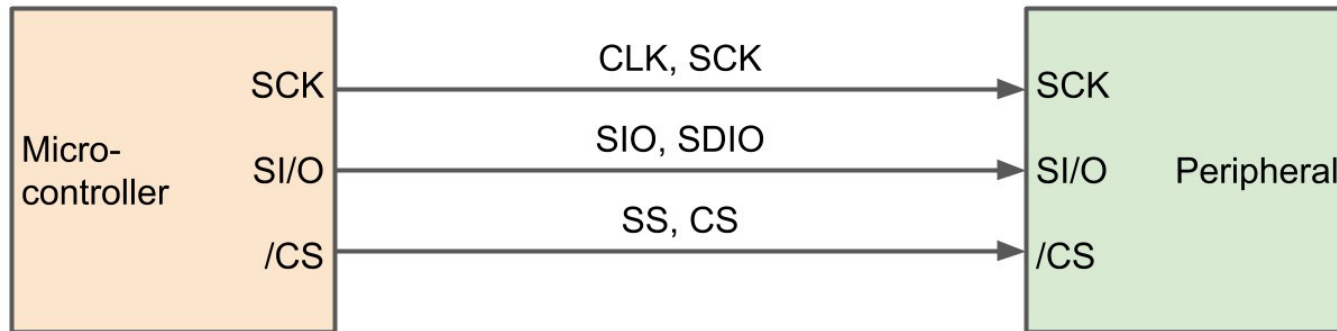 Micro-
controller
SCK
SI/O
/CS
CLK, SCK
SIO, SDIO
SS, CS
SCK
SI/O
/CS
Peripheral